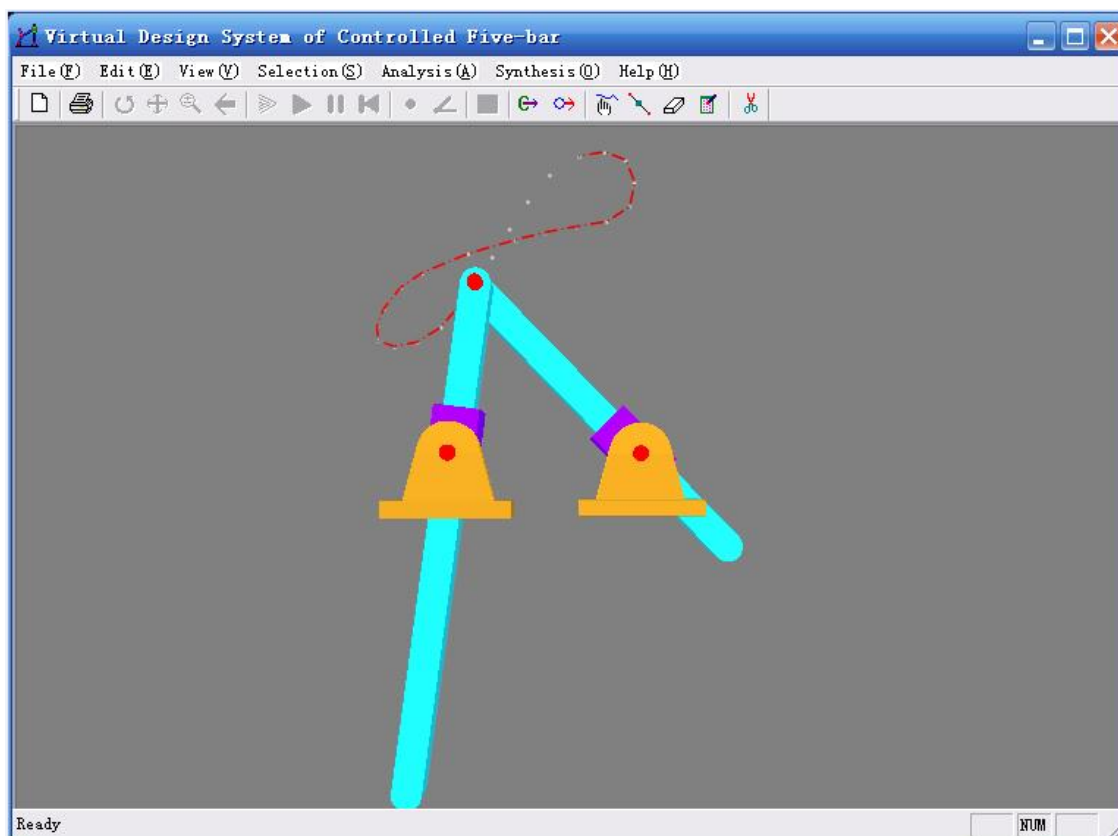 Virtual Design System of Controlled Five-bar
File(F) Edit(E) View(V) Selection(S) Analysis(A) Synthesis(O) Help(H)
Ready NUM